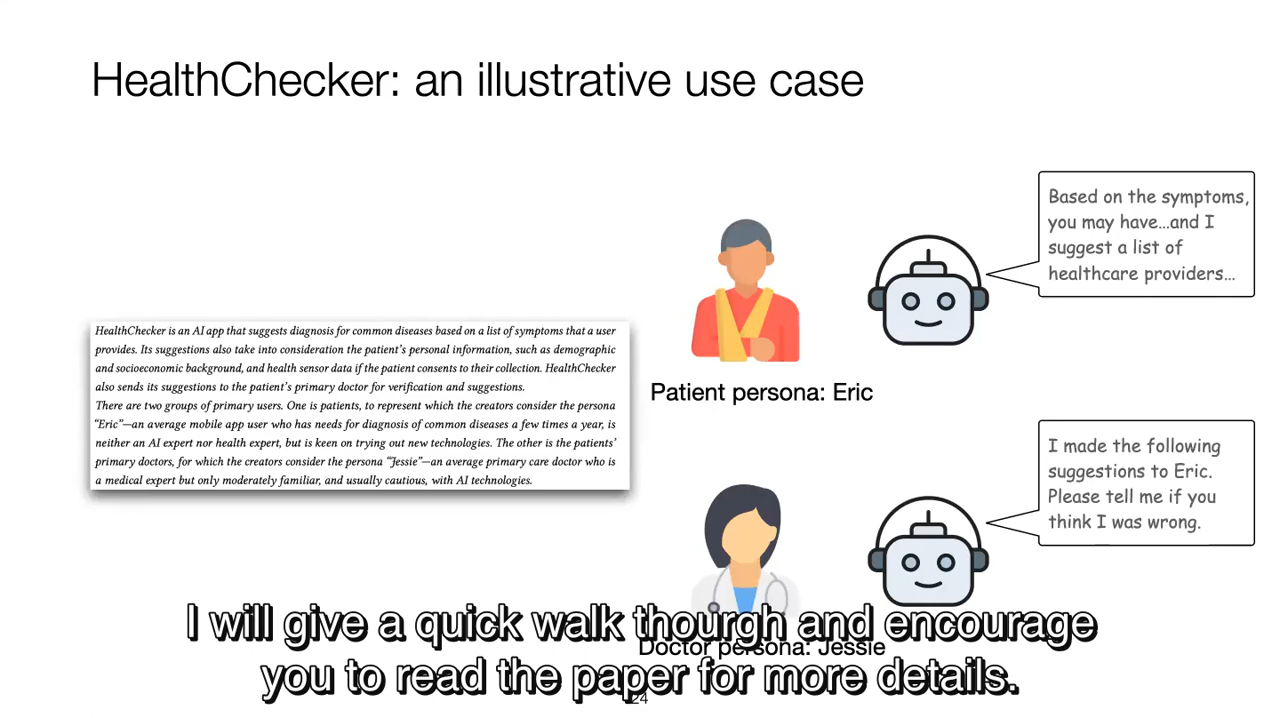 HealthChecker: an illustrative use case
HealthChecker is an AI app that suggests diagnosis for common diseases based on a list of symptoms that a user
provides. Its suggestions also take into consideration the patient's personal information, such as demographic
and socioeconomic background, and health sensor data if the patient consents to their collection. HealthChecker
also sends its suggestions to the patient's primary doctor for verification and suggestions.
There are two groups of primary users. One is patients, to represent which the creators consider the persona
“Eric”—an average mobile app user who has needs for diagnosis of common diseases a few times a year, is
neither an AI expert nor health expert, but is keen on trying out new technologies. The other is the patients'
primary doctors, for which the creators consider the persona “Jessie”—an average primary care doctor who is
a medical expert but only moderately familiar, and usually cautious, with AI technologies.
Based on the symptoms,
you may have…and I
suggest a list of
healthcare providers…
Patient persona: Eric
I made the following
suggestions to Eric.
Please tell me if you
think I was wrong.
Doctor persona: Jessie
I will give a quick walk thourgh and encourage
you to read the paper for more details.
24